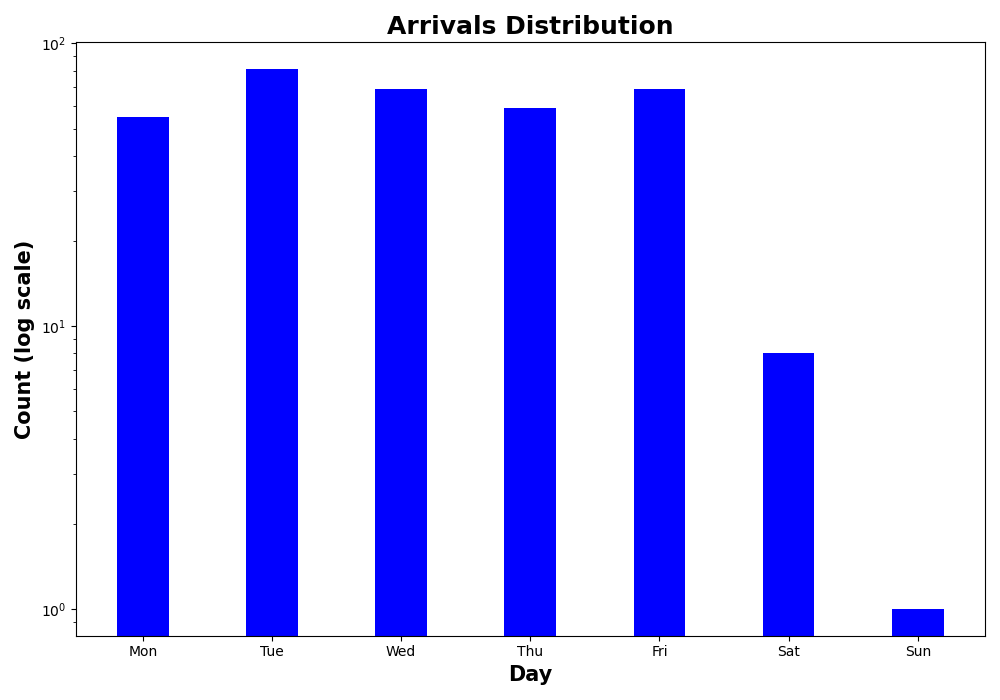 Arrivals Distribution
Count (log scale)
10²
10¹
10⁰
Mon Tue Wed Thu Fri Sat Sun
Day